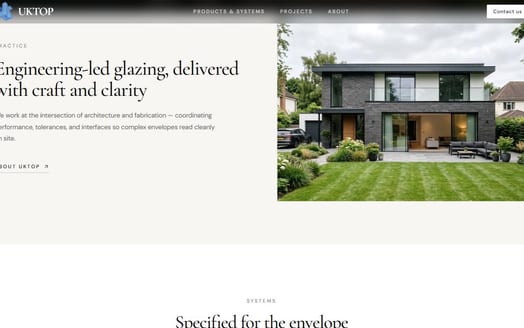 UKTOP
PRODUCTS & SYSTEMS
PROJECTS
ABOUT
Contact us
RACTICE
Engineering-led glazing, delivered
with craft and clarity
e work at the intersection of architecture and fabrication — coordinating
erformance, tolerances, and interfaces so complex envelopes read cleanly
n site.
BOUT UKTOP ↗
SYSTEMS
Specified for the envelope